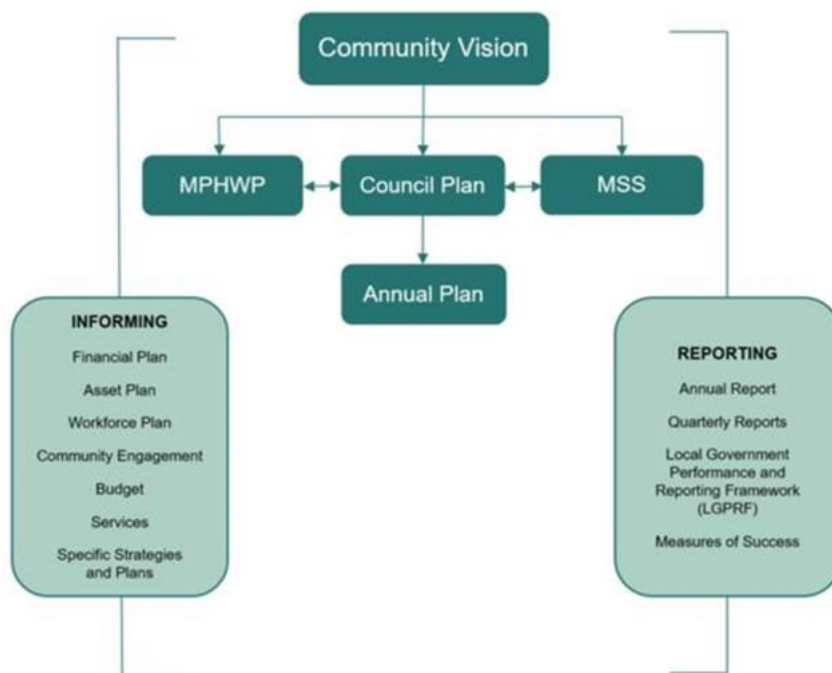 Community Vision
MPHWP
Council Plan
MSS
Annual Plan
INFORMING
Financial Plan
Asset Plan
Workforce Plan
Community Engagement
Budget
Services
Specific Strategies
and Plans
REPORTING
Annual Report
Quarterly Reports
Local Government
Performance and
Reporting Framework
(LGPRF)
Measures of Success